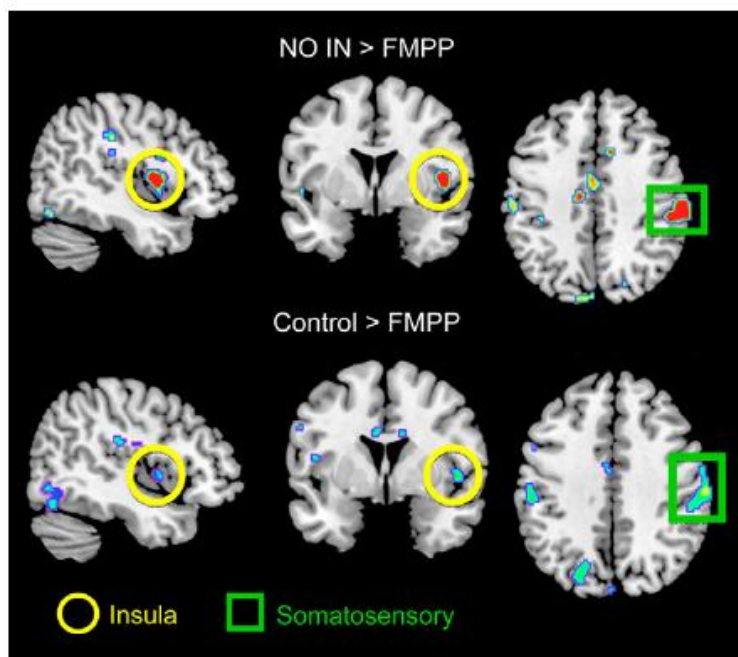 NO IN > FMPP
Control > FMPP
Insula
Somatosensory